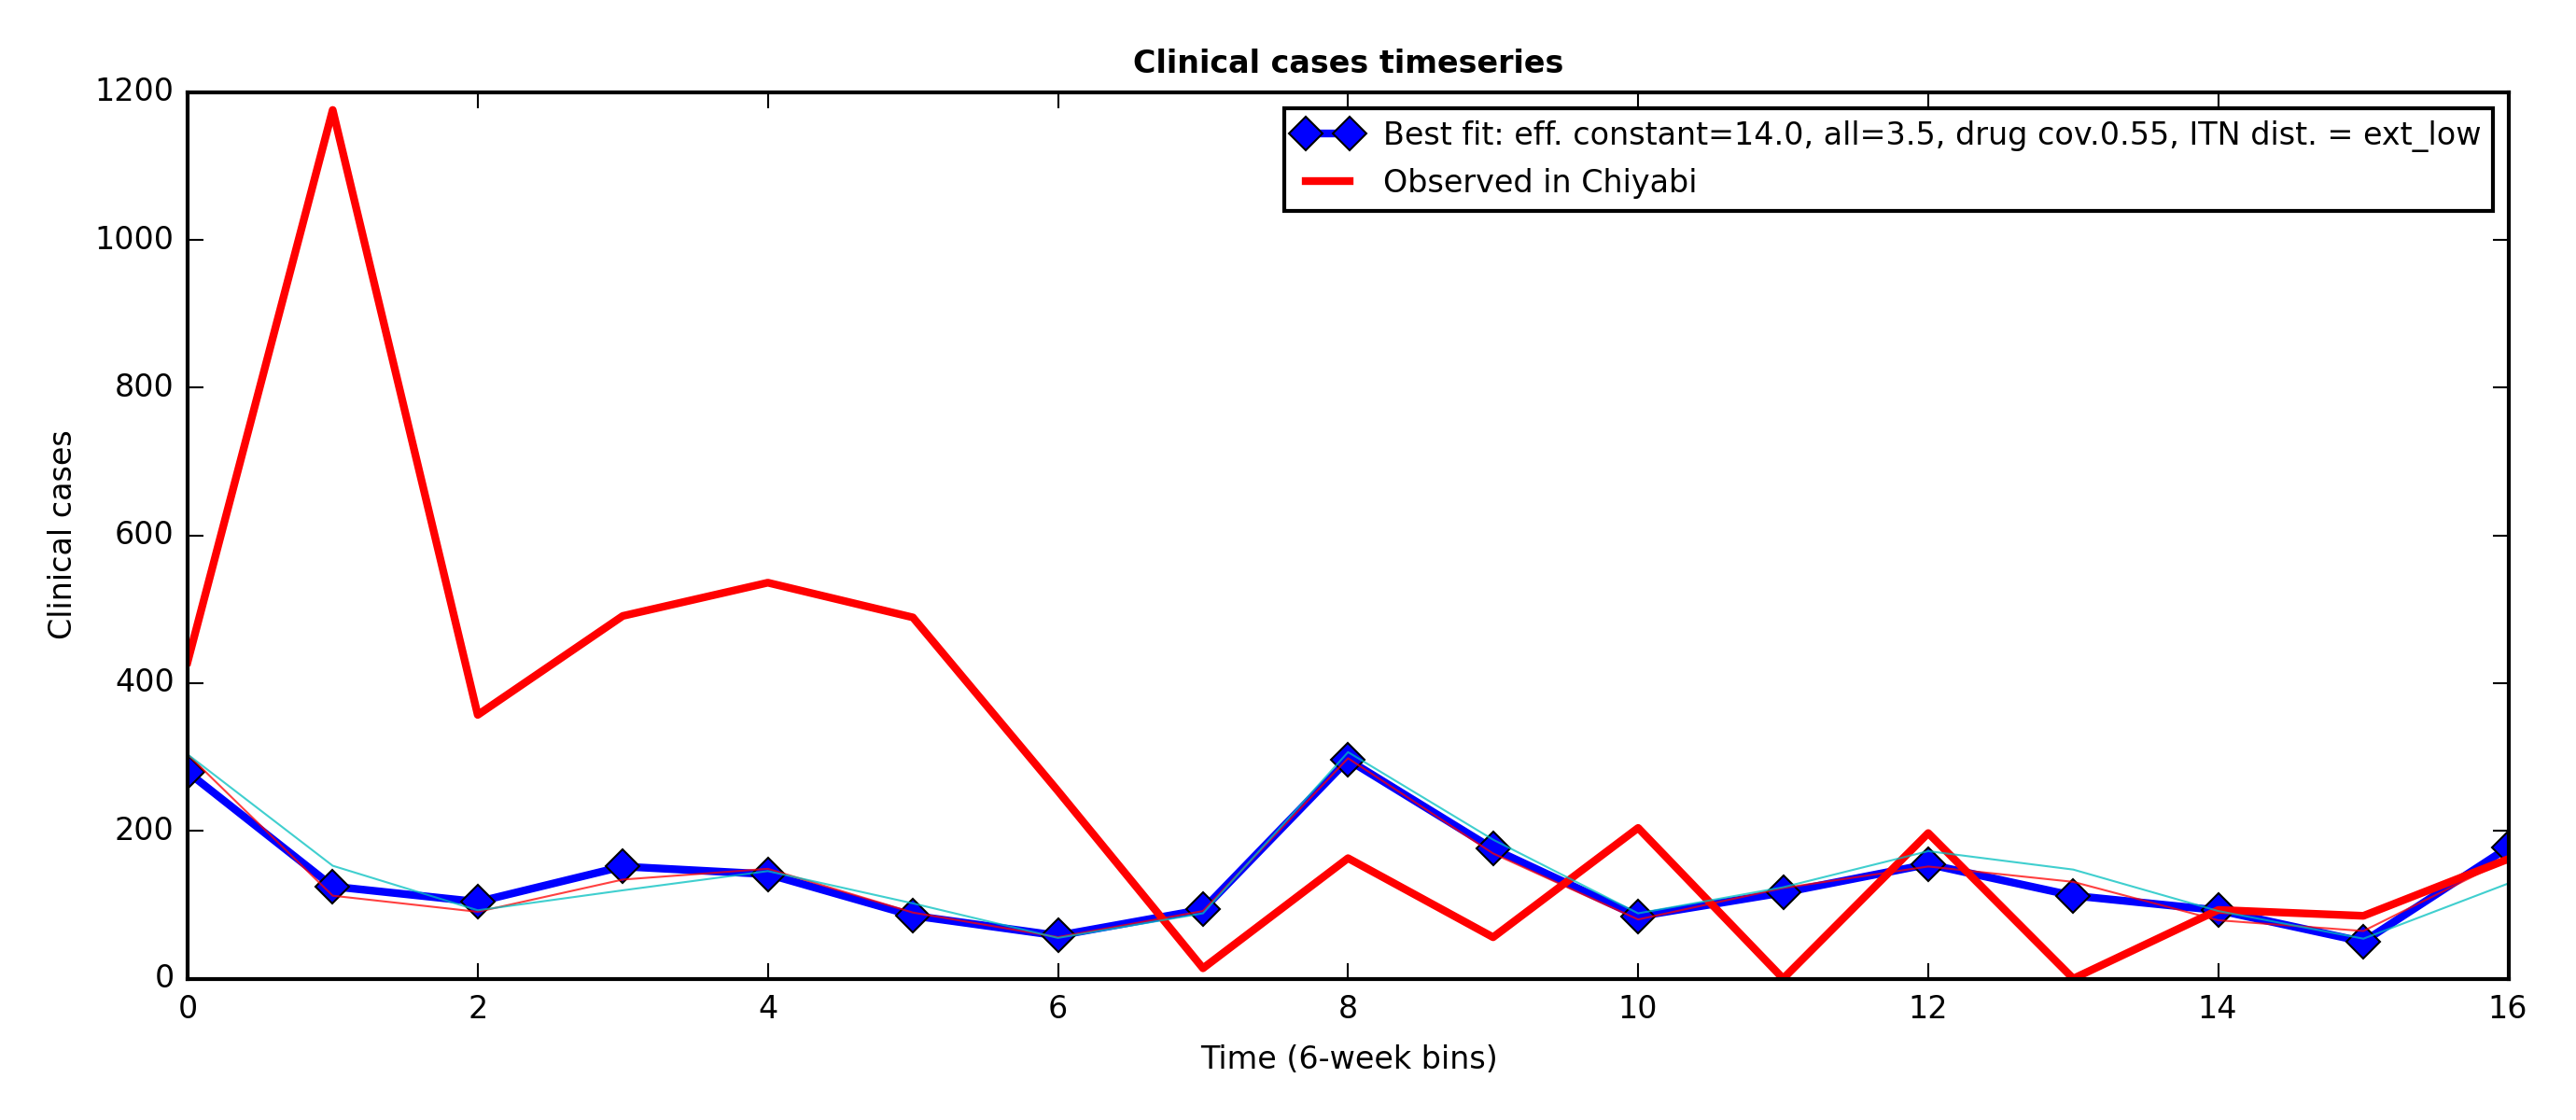 Clinical cases timeseries
1200
1000
800
600
400
200
0
Clinical cases
Best fit: eff. constant=14.0, all=3.5, drug cov.0.55, ITN dist. = ext_low
Observed in Chiyabi
0 2 4 6 8 10 12 14 16
Time (6-week bins)